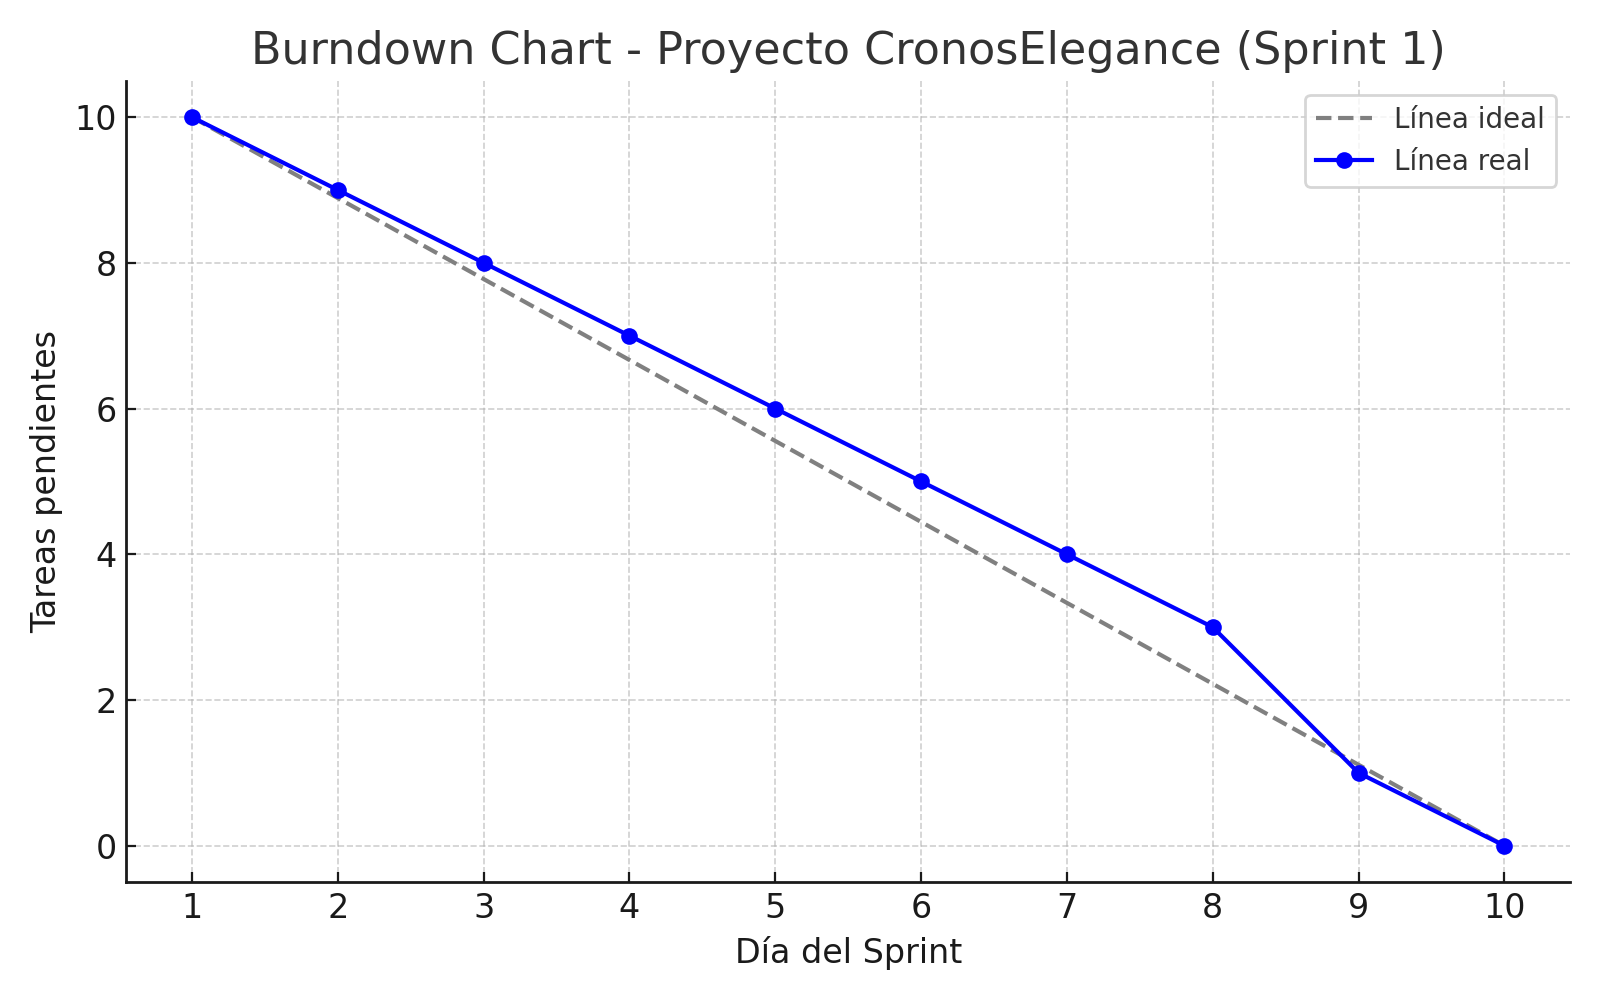 Burndown Chart - Proyecto CronosElegance (Sprint 1)
Línea ideal
Línea real
Tareas pendientes
10
8
6
4
2
0
1 2 3 4 5 6 7 8 9 10
Día del Sprint